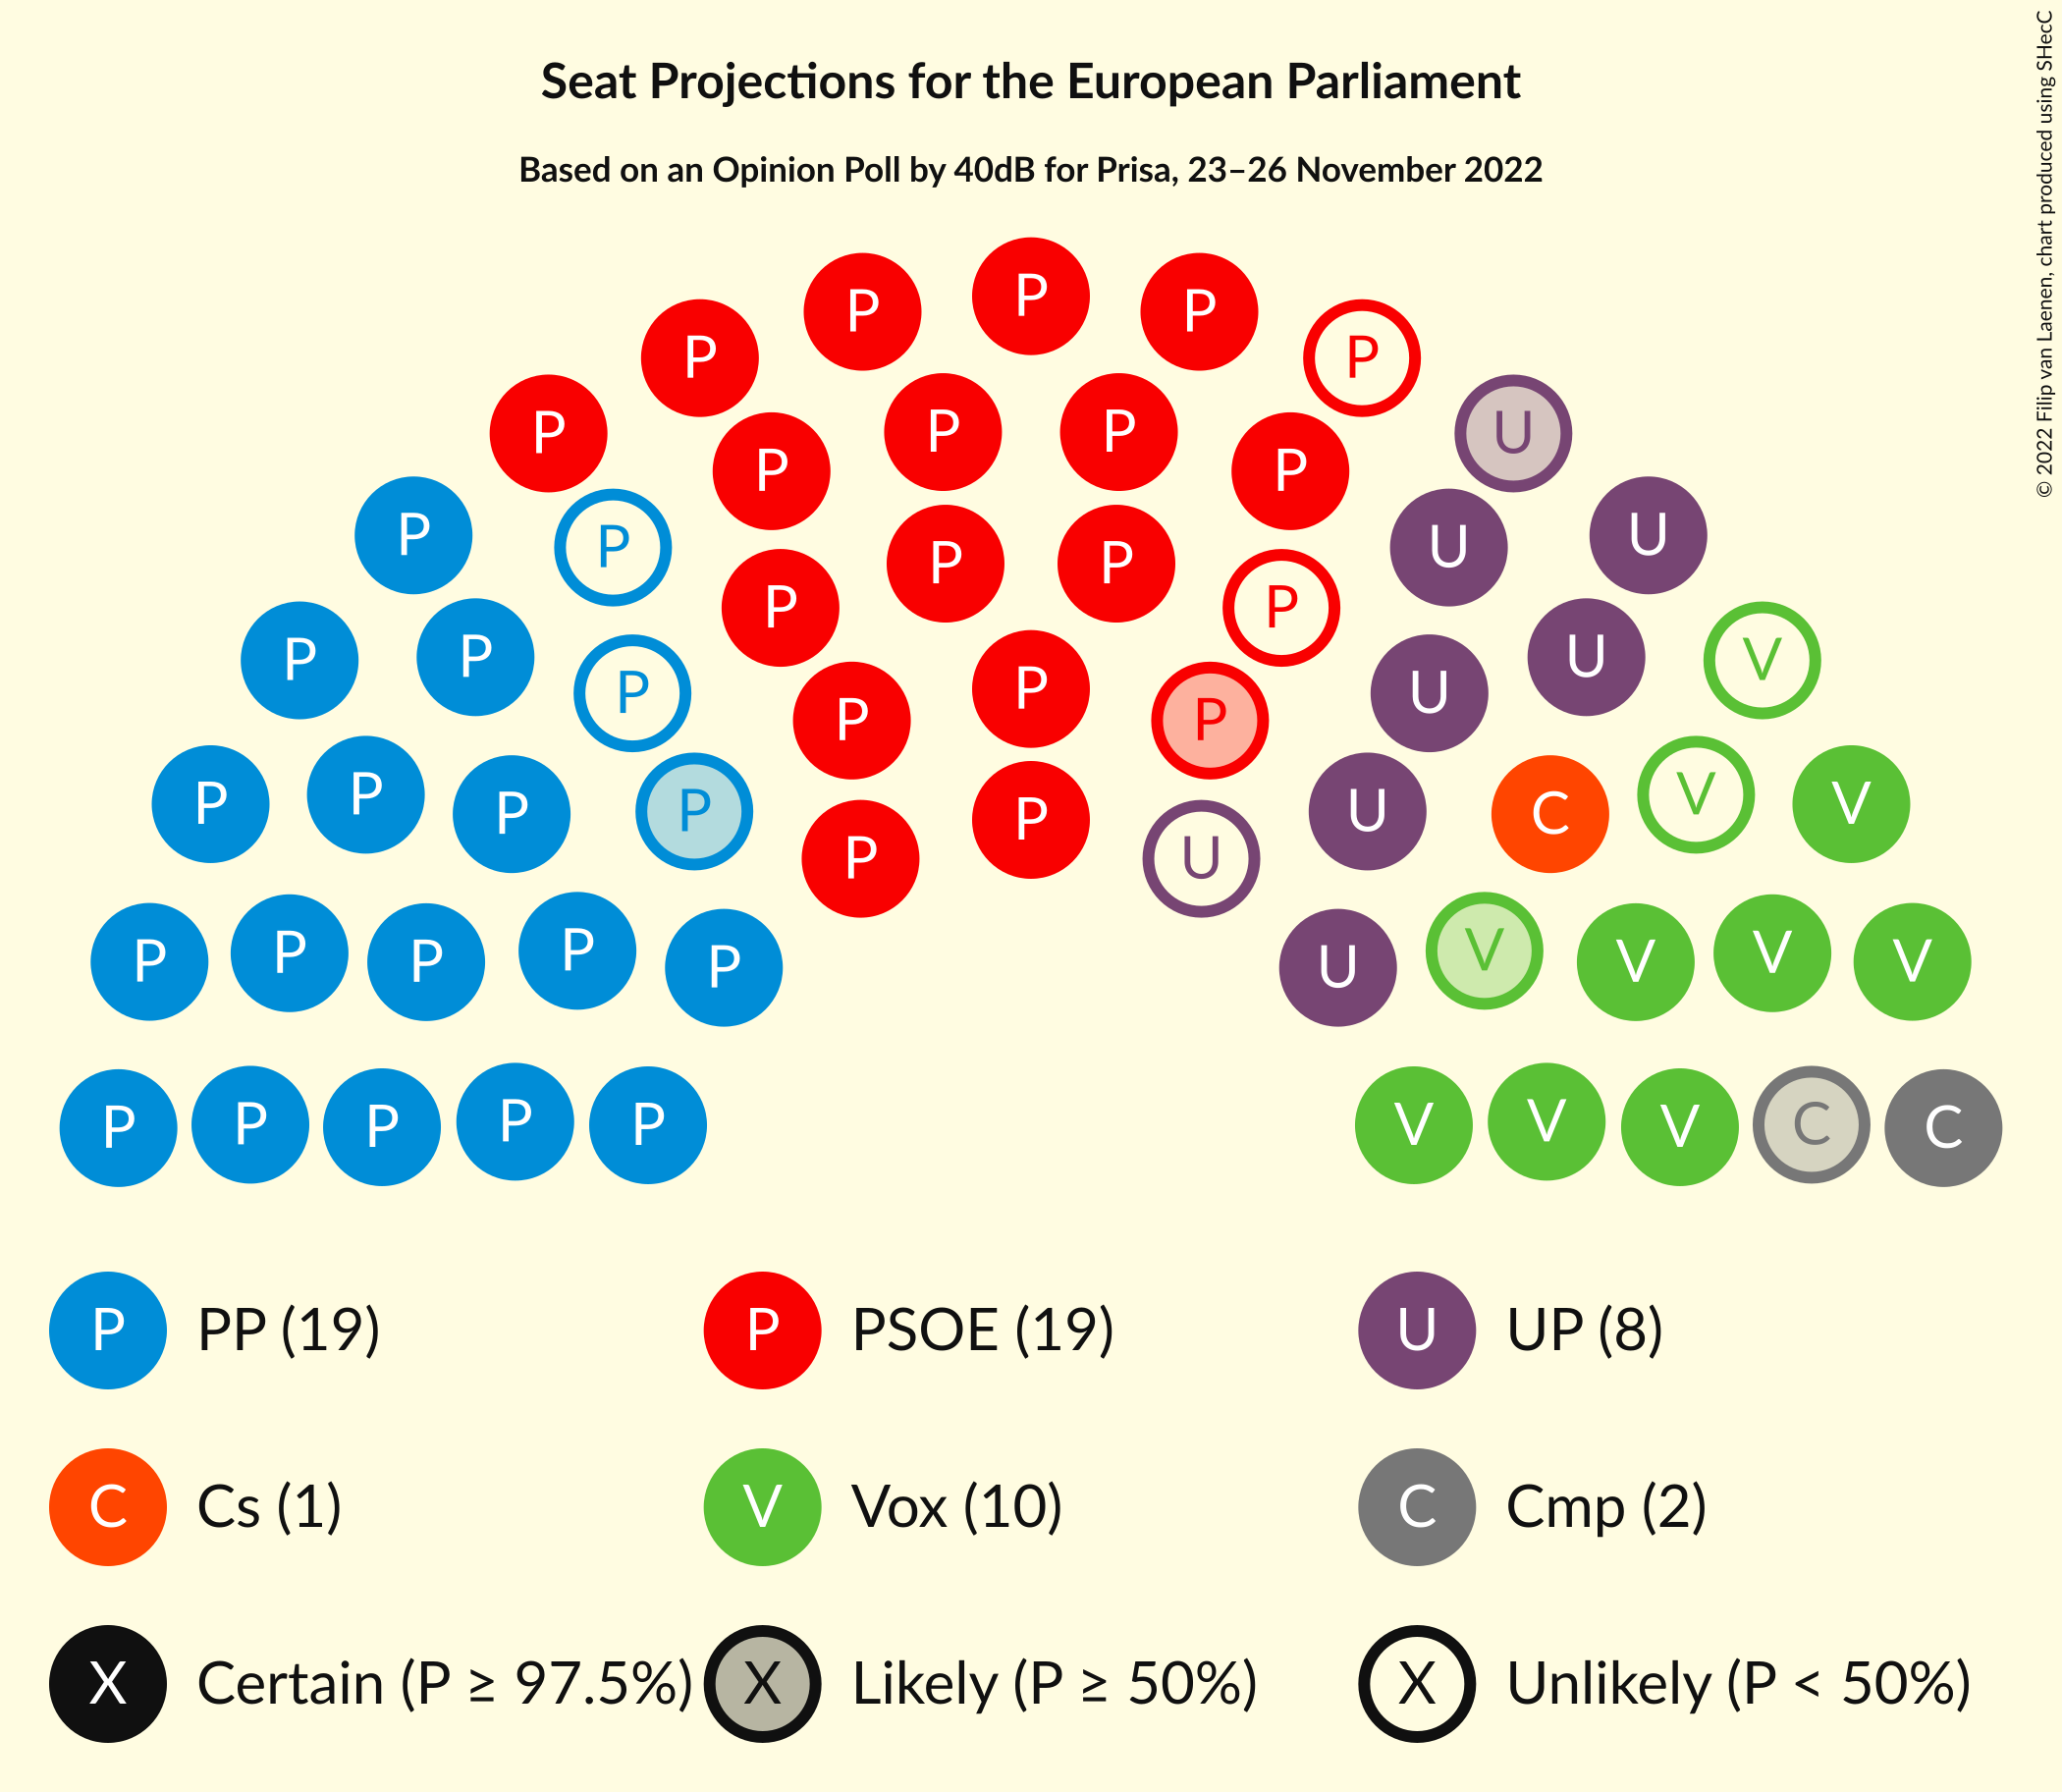 Seat Projections for the European Parliament
Based on an Opinion Poll by 40dB for Prisa, 23–26 November 2022
© 2022 Filip van Laenen, chart produced using SHecC
P
P P
P P
P P P
P P P P
P P
P P
P P P P
U
P P U U
P P
P P U V
P P P U
P P P U C V V
P P
P P U
P P P P P U V V V V
P P P P P V V V C C
P PP (19) P PSOE (19) U UP (8)
C Cs (1) V Vox (10) C Cmp (2)
X Certain (P ≥ 97.5%) X Likely (P ≥ 50%) X Unlikely (P < 50%)